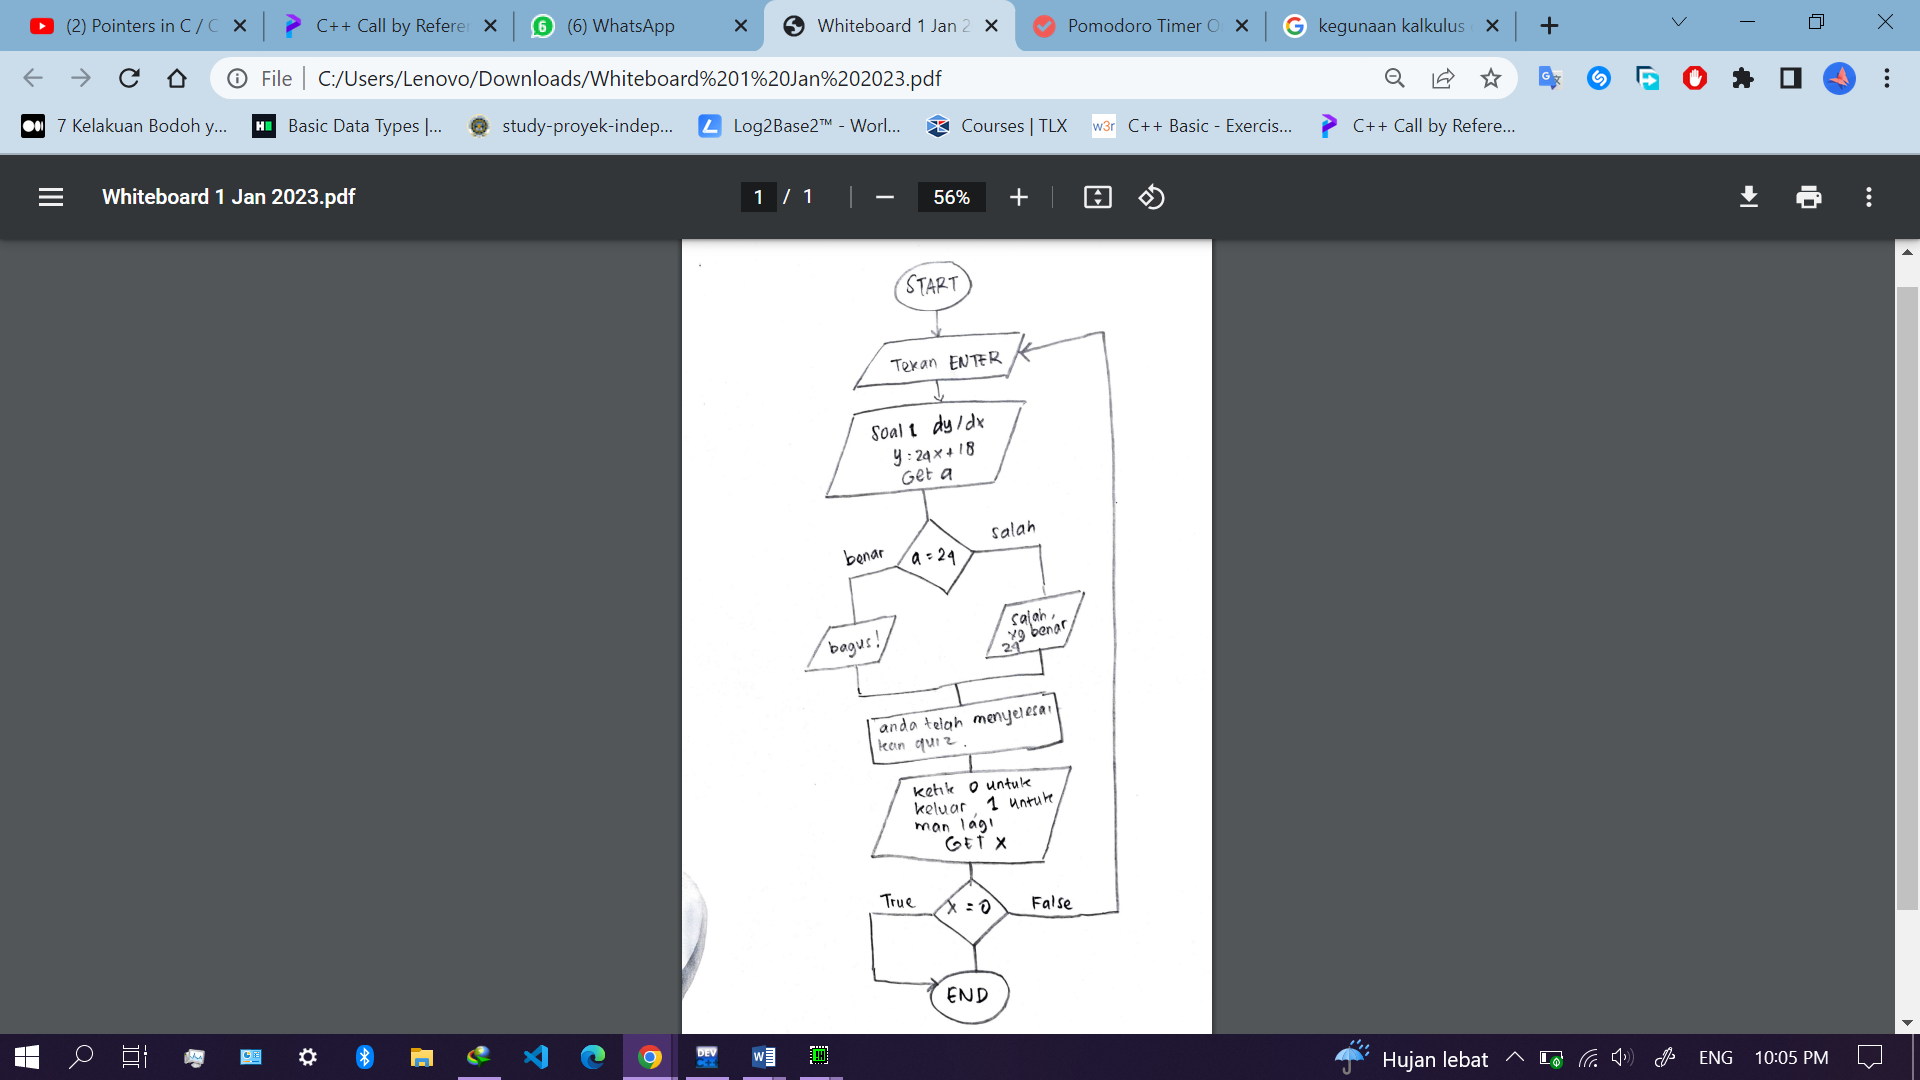 (2) Pointers in C / C
C++ Call by Refere
(6) WhatsApp
Whiteboard 1 Jan 2
Pomodoro Timer O
kegunaan kalkulus
File
C:/Users/Lenovo/Downloads/Whiteboard%201%20Jan%202023.pdf
7 Kelakuan Bodoh y...
Basic Data Types |...
study-proyek-indep...
Log2Base2™ - Worl...
Courses | TLX
w3r
C++ Basic - Exercis...
C++ Call by Refere...
Whiteboard 1 Jan 2023.pdf
1 / 1
56%
START
Tekan ENTER
Soal 1 dy/dx
y=24x+18
Get a
a=24
benar
salah
bagus!
salah,
yg benar
24
anda telah menyelesai
kan quiz.
ketik 0 untuk
keluar, 1 untuk
man lagi
GET X
X=0
True
False
END
Hujan lebat
ENG
10:05 PM